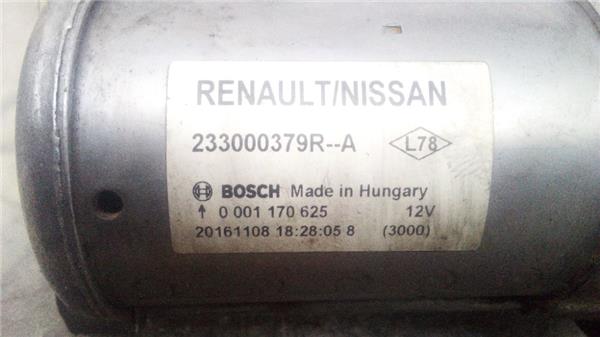 RENAULT/NISSAN
233000379R--A L78
BOSCH Made in Hungary
0 001 170 625 12V
20161108 18:28:05 8 (3000)